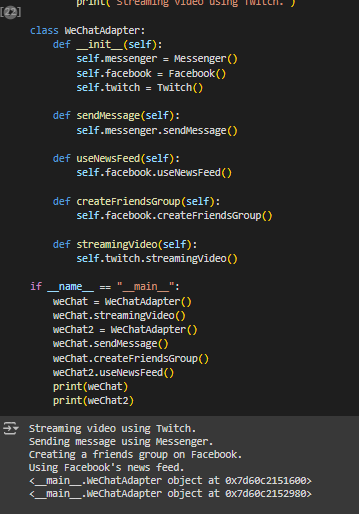 print("Streaming video using Twitch.")
[22]
class WeChatAdapter:
    def __init__(self):
        self.messenger = Messenger()
        self.facebook = Facebook()
        self.twitch = Twitch()

    def sendMessage(self):
        self.messenger.sendMessage()

    def useNewsFeed(self):
        self.facebook.useNewsFeed()

    def createFriendsGroup(self):
        self.facebook.createFriendsGroup()

    def streamingVideo(self):
        self.twitch.streamingVideo()

if __name__ == "__main__":
    weChat = WeChatAdapter()
    weChat.streamingVideo()
    weChat2 = WeChatAdapter()
    weChat.sendMessage()
    weChat.createFriendsGroup()
    weChat2.useNewsFeed()
    print(weChat)
    print(weChat2)
Streaming video using Twitch.
Sending message using Messenger.
Creating a friends group on Facebook.
Using Facebook's news feed.
<__main__.WeChatAdapter object at 0x7d60c2151600>
<__main__.WeChatAdapter object at 0x7d60c2152980>